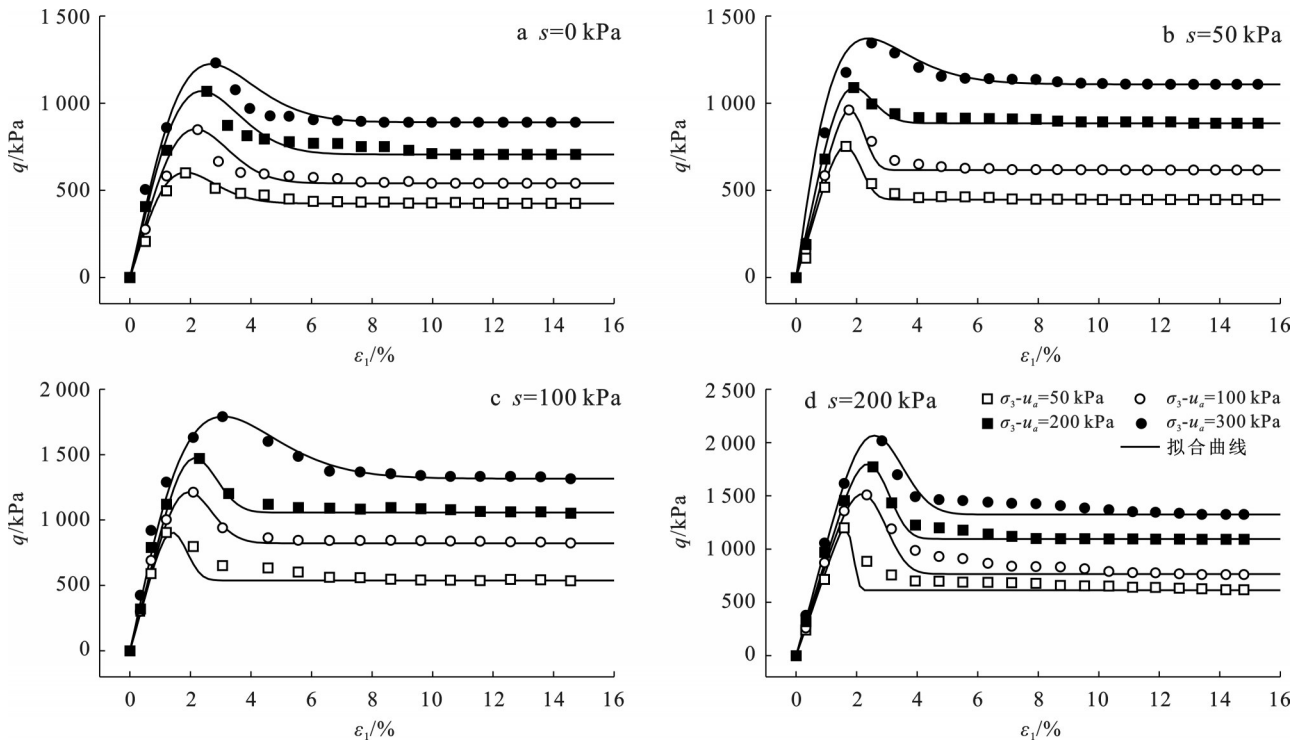 a s=0 kPa
1 500
1 000
500
0
q/kPa
0 2 4 6 8 10 12 14 16
ε₁/%
b s=50 kPa
1 500
1 000
500
0
q/kPa
0 2 4 6 8 10 12 14 16
ε₁/%
c s=100 kPa
2 000
1 500
1 000
500
0
q/kPa
0 2 4 6 8 10 12 14 16
ε₁/%
d s=200 kPa
σ₃-uₐ=50 kPa
σ₃-uₐ=100 kPa
σ₃-uₐ=200 kPa
σ₃-uₐ=300 kPa
拟合曲线
2 500
2 000
1 500
1 000
500
0
q/kPa
0 2 4 6 8 10 12 14 16
ε₁/%